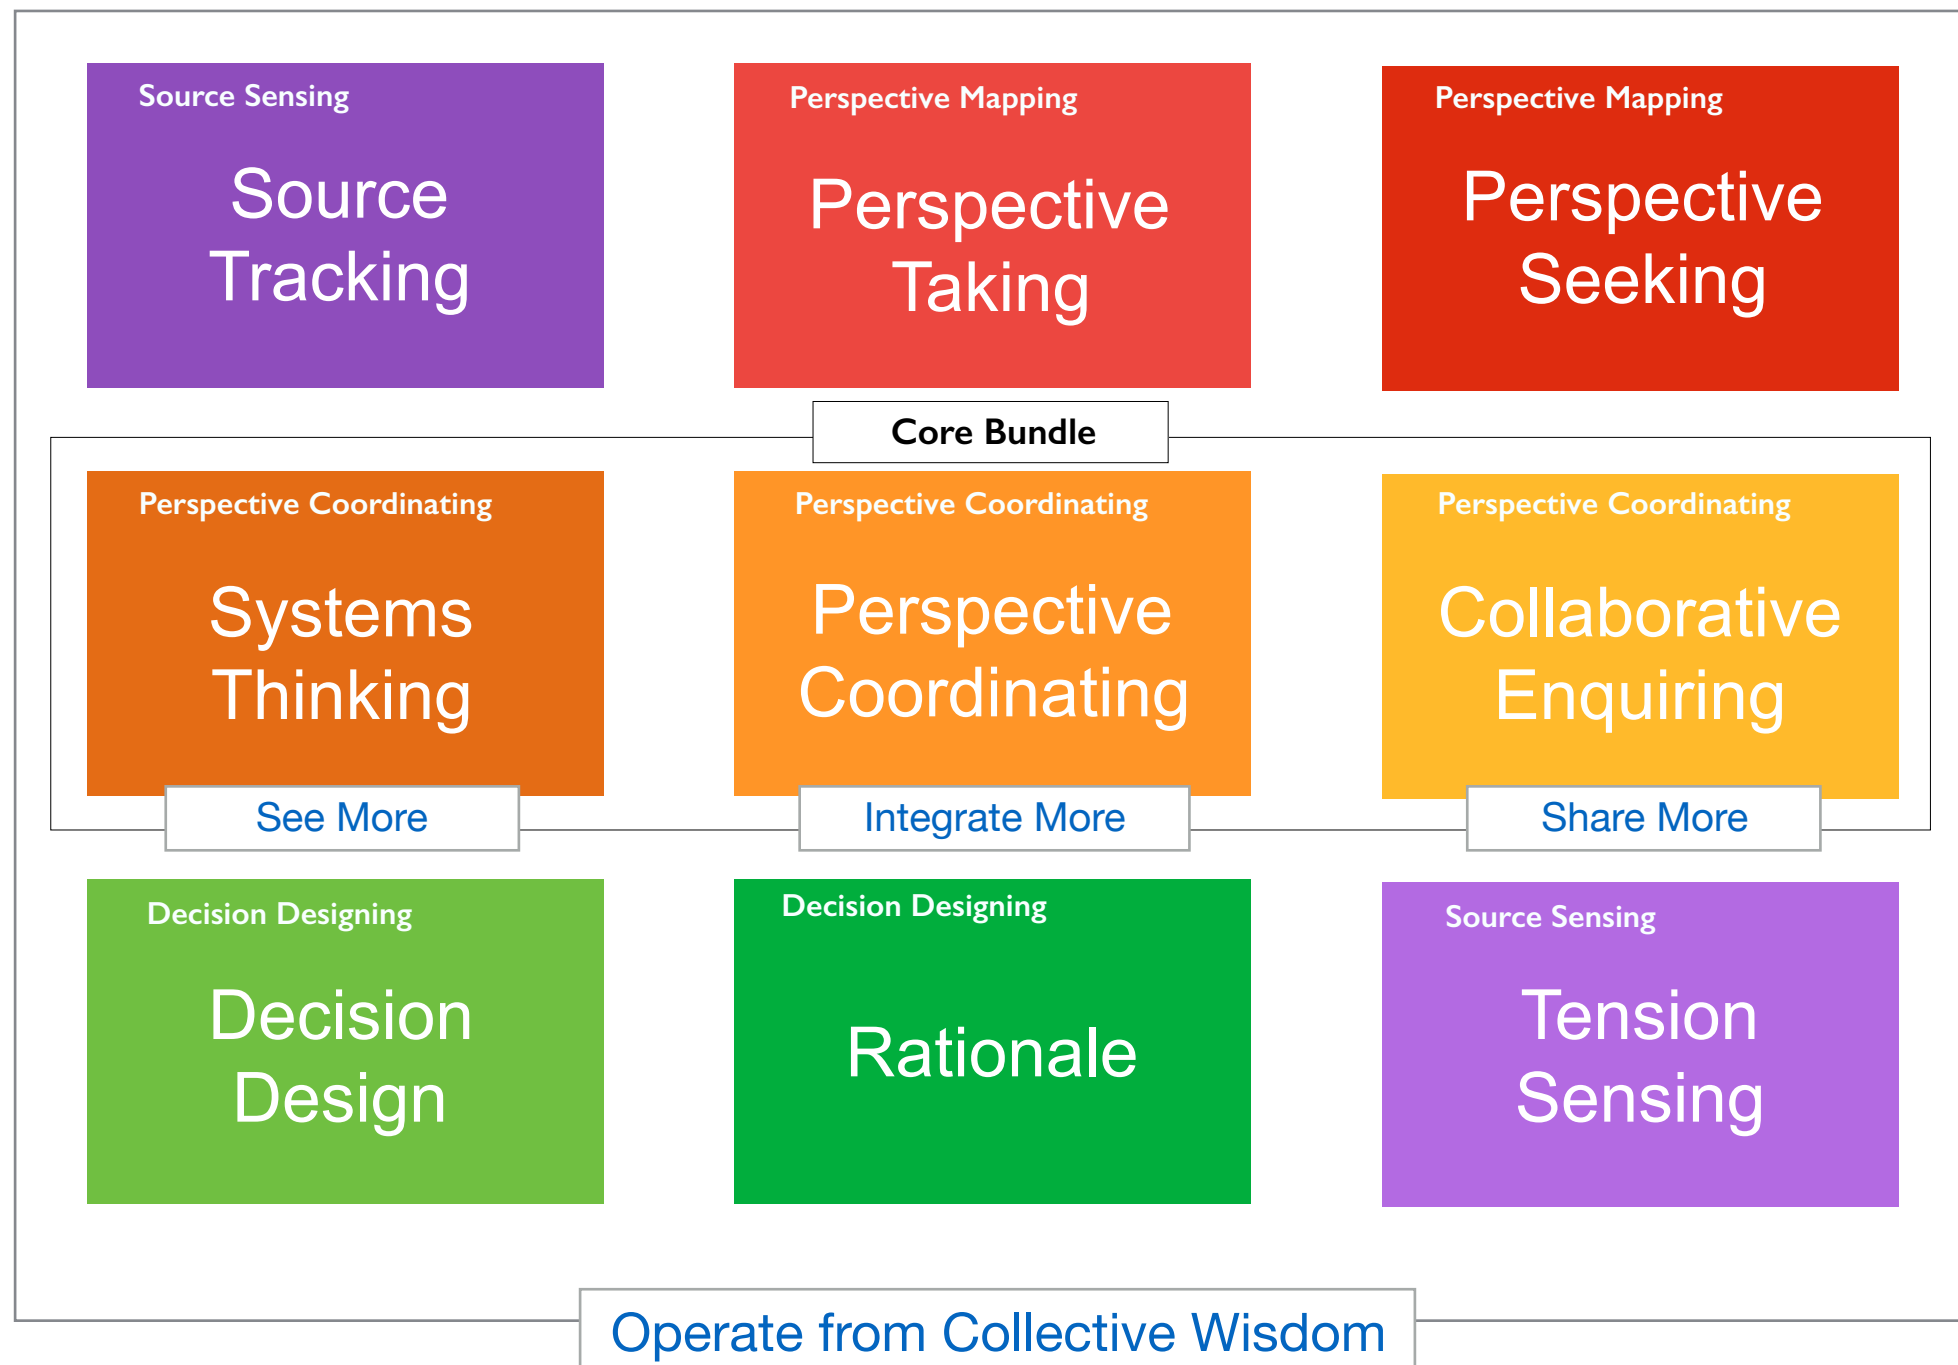 Source Sensing
Source
Tracking
Perspective Mapping
Perspective
Taking
Perspective Mapping
Perspective
Seeking
Core Bundle
Perspective Coordinating
Systems
Thinking
See More
Perspective Coordinating
Perspective
Coordinating
Integrate More
Perspective Coordinating
Collaborative
Enquiring
Share More
Decision Designing
Decision
Design
Decision Designing
Rationale
Source Sensing
Tension
Sensing
Operate from Collective Wisdom